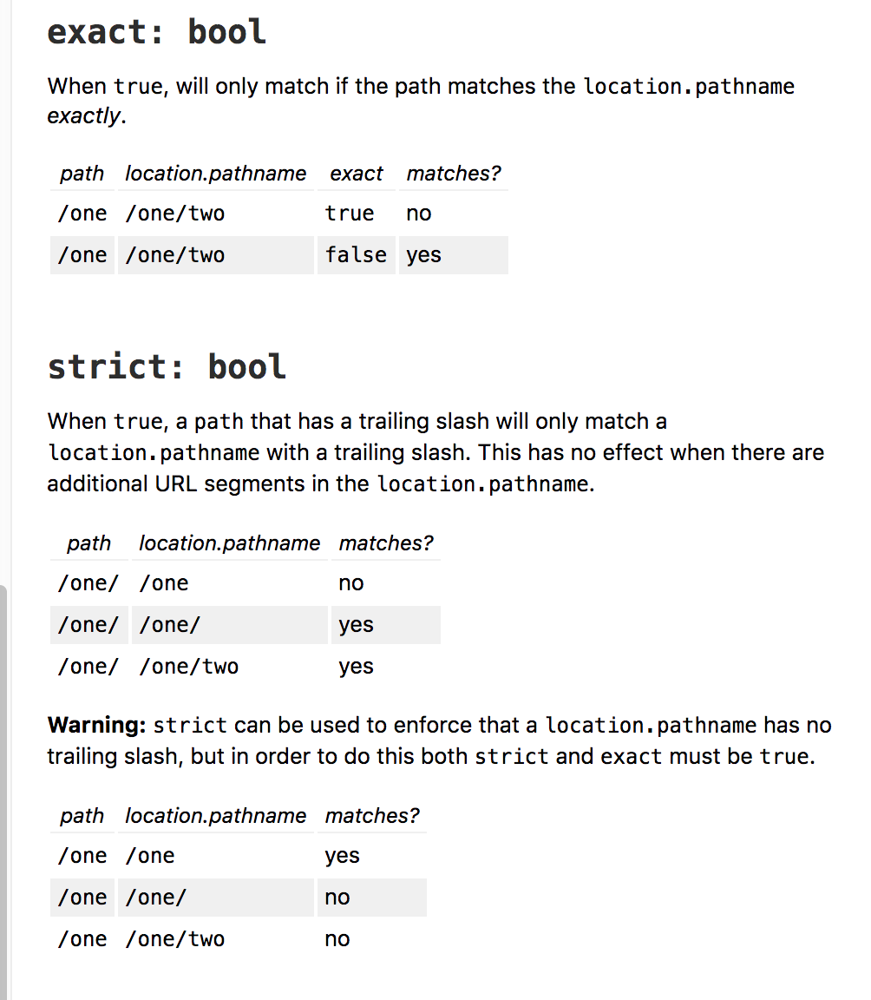 exact: bool
When true, will only match if the path matches the location.pathname
exactly.
path location.pathname exact matches?
/one /one/two true no
/one /one/two false yes
strict: bool
When true, a path that has a trailing slash will only match a
location.pathname with a trailing slash. This has no effect when there are
additional URL segments in the location.pathname.
path location.pathname matches?
/one/ /one no
/one/ /one/ yes
/one/ /one/two yes
Warning: strict can be used to enforce that a location.pathname has no
trailing slash, but in order to do this both strict and exact must be true.
path location.pathname matches?
/one /one yes
/one /one/ no
/one /one/two no